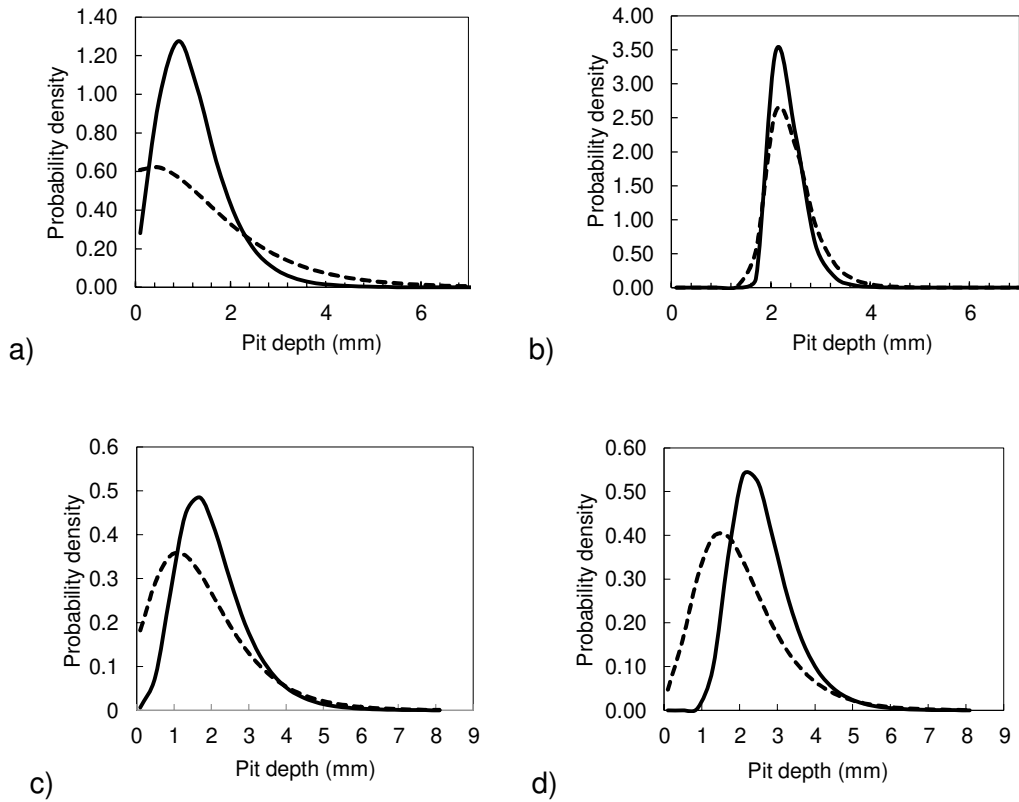 1.40
1.20
1.00
0.80
0.60
0.40
0.20
0.00
Probability density
0 2 4 6
Pit depth (mm)
a)
4.00
3.50
3.00
2.50
2.00
1.50
1.00
0.50
0.00
Probability density
0 2 4 6
Pit depth (mm)
b)
0.6
0.5
0.4
0.3
0.2
0.1
0
Probability density
0 1 2 3 4 5 6 7 8 9
Pit depth (mm)
c)
0.60
0.50
0.40
0.30
0.20
0.10
0.00
Probability density
0 1 2 3 4 5 6 7 8 9
Pit depth (mm)
d)